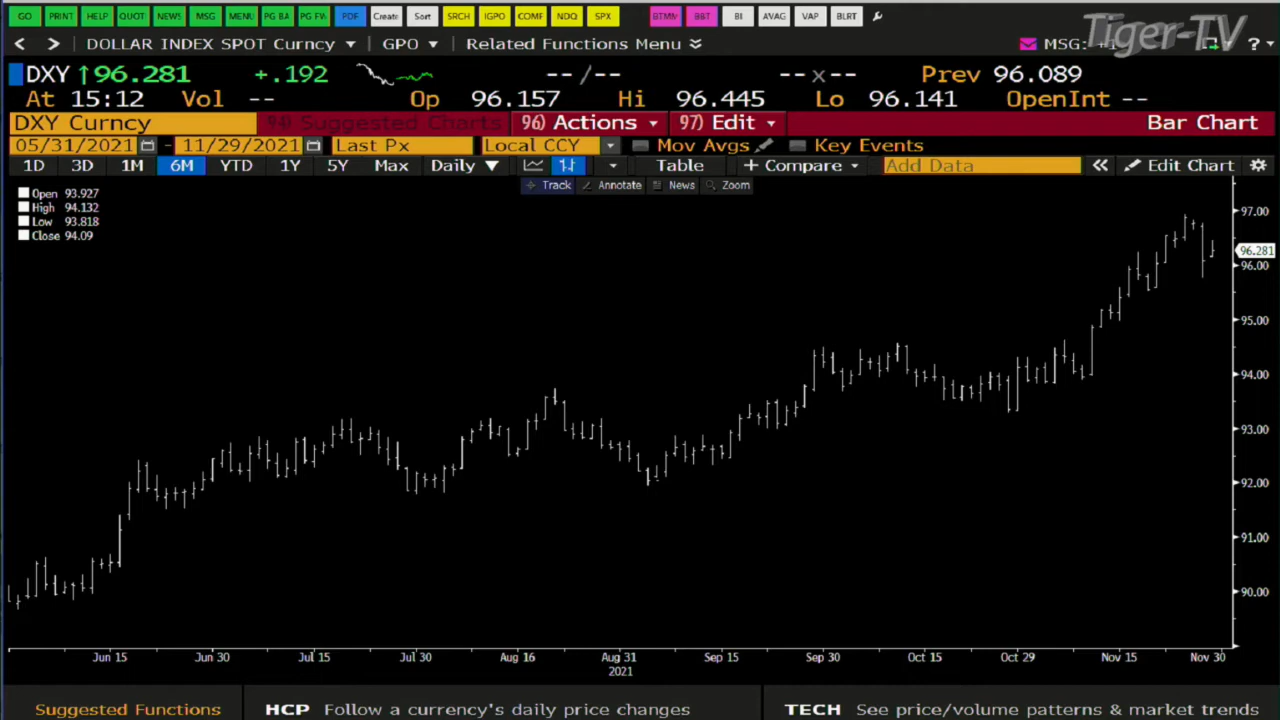 GO PRINT HELP QUOT NEWS MSG MENU PG BA PG FW PDF Create Sort SRCH IGPO COMF NDQ SPX BTMM BBT BI AVAG VAP BLRT
Tiger-TV
DOLLAR INDEX SPOT Curncy GPO Related Functions Menu MSG: ?
DXY ↑96.281 +.192 -- / -- -- x -- Prev 96.089
At 15:12 Vol -- Op 96.157 Hi 96.445 Lo 96.141 OpenInt --
DXY Curncy 94) Suggested Charts 96) Actions 97) Edit Bar Chart
05/31/2021 - 11/29/2021 Last Px Local CCY Mov Avgs Key Events
1D 3D 1M 6M YTD 1Y 5Y Max Daily ▼ Table + Compare Add Data « Edit Chart
Track Annotate News Zoom
Open 93.927
High 94.132
Low 93.818
Close 94.09
97.00
96.281
96.00
95.00
94.00
93.00
92.00
91.00
90.00
Jun 15 Jun 30 Jul 15 Jul 30 Aug 16 Aug 31 Sep 15 Sep 30 Oct 15 Oct 29 Nov 15 Nov 30
2021
Suggested Functions HCP Follow a currency's daily price changes TECH See price/volume patterns & market trends